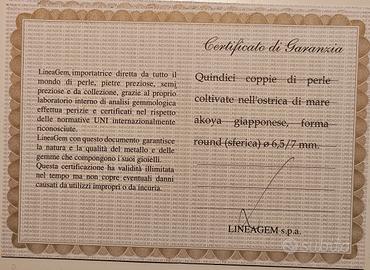 Certificato di Garanzia
LineaGem, importatrice diretta da tutto il
mondo di perle, pietre preziose, semi
preziose e da collezione, grazie al proprio
laboratorio interno di analisi gemmologica
effettua perizie e certificati nel rispetto
delle normative UNI internazionalmente
riconosciute.
LineaGem con questo documento garantisce
la natura e la qualità del metallo e delle
gemme che compongono i suoi gioielli.
Questa certificazione ha validità illimitata
nel tempo ma non copre eventuali danni
causati da utilizzi impropri o da incuria.
Quindici coppie di perle
coltivate nell'ostrica di mare
akoya giapponese, forma
round (sferica) ø 6,5/7 mm.
LINEAGEM s.p.a.
subito